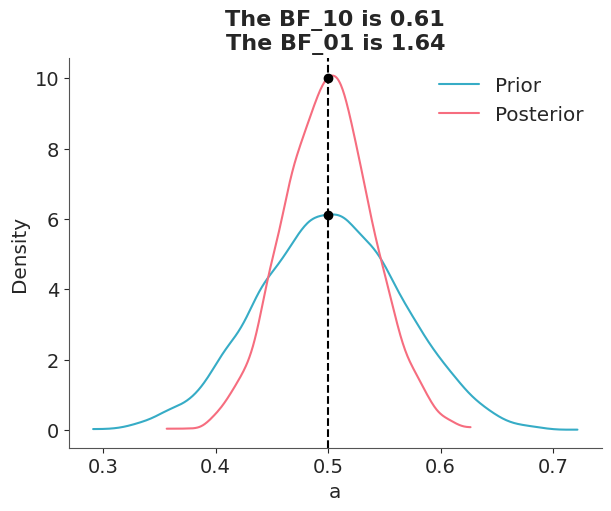 The BF_10 is 0.61
The BF_01 is 1.64
Prior
Posterior
Density
10
8
6
4
2
0
0.3
0.4
0.5
0.6
0.7
a